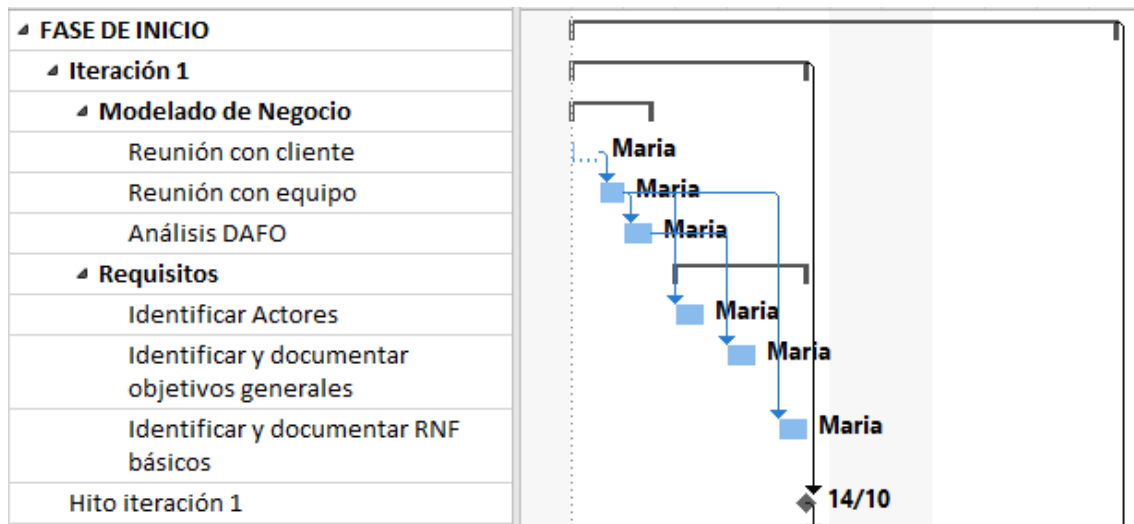 FASE DE INICIO
Iteración 1
Modelado de Negocio
Reunión con cliente
Maria
Reunión con equipo
Maria
Análisis DAFO
Maria
Requisitos
Identificar Actores
Maria
Identificar y documentar
objetivos generales
Maria
Identificar y documentar RNF
básicos
Maria
Hito iteración 1
14/10